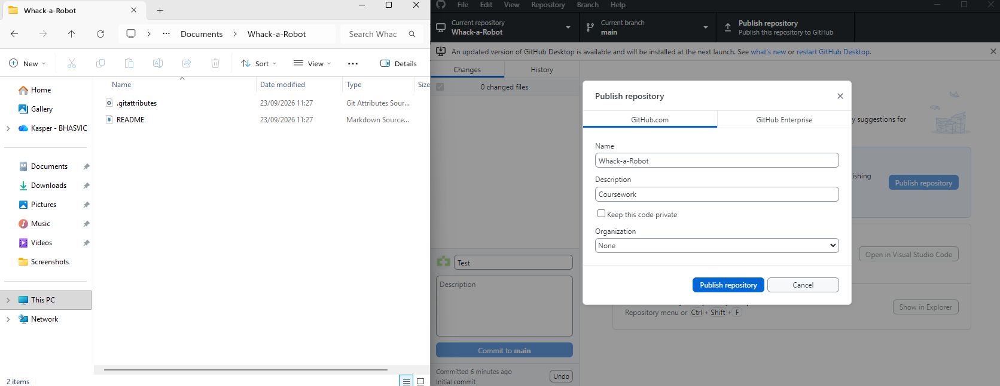 Whack-a-Robot
Documents
Whack-a-Robot
Search Whac
New
Sort
View
Details
Name
Date modified
Type
Size
Home
Gallery
Kasper - BHASVIC
Documents
Downloads
Pictures
Music
Videos
Screenshots
This PC
Network
.gitattributes
23/09/2026 11:27
Git Attributes Sour...
README
23/09/2026 11:27
Markdown Source...
2 items
File Edit View Repository Branch Help
Current repository
Whack-a-Robot
Current branch
main
Publish repository
Publish this repository to GitHub
An updated version of GitHub Desktop is available and will be installed at the next launch. See what's new or restart GitHub Desktop.
Changes
History
0 changed files
Test
Description
Commit to main
Committed 6 minutes ago
Initial commit
Undo
Publish repository
GitHub.com
GitHub Enterprise
Name
Whack-a-Robot
Description
Coursework
Keep this code private
Organization
None
Publish repository
Cancel
y suggestions for
ishing
Publish repository
Open in Visual Studio Code
Repository menu or Ctrl + Shift + F
Show in Explorer